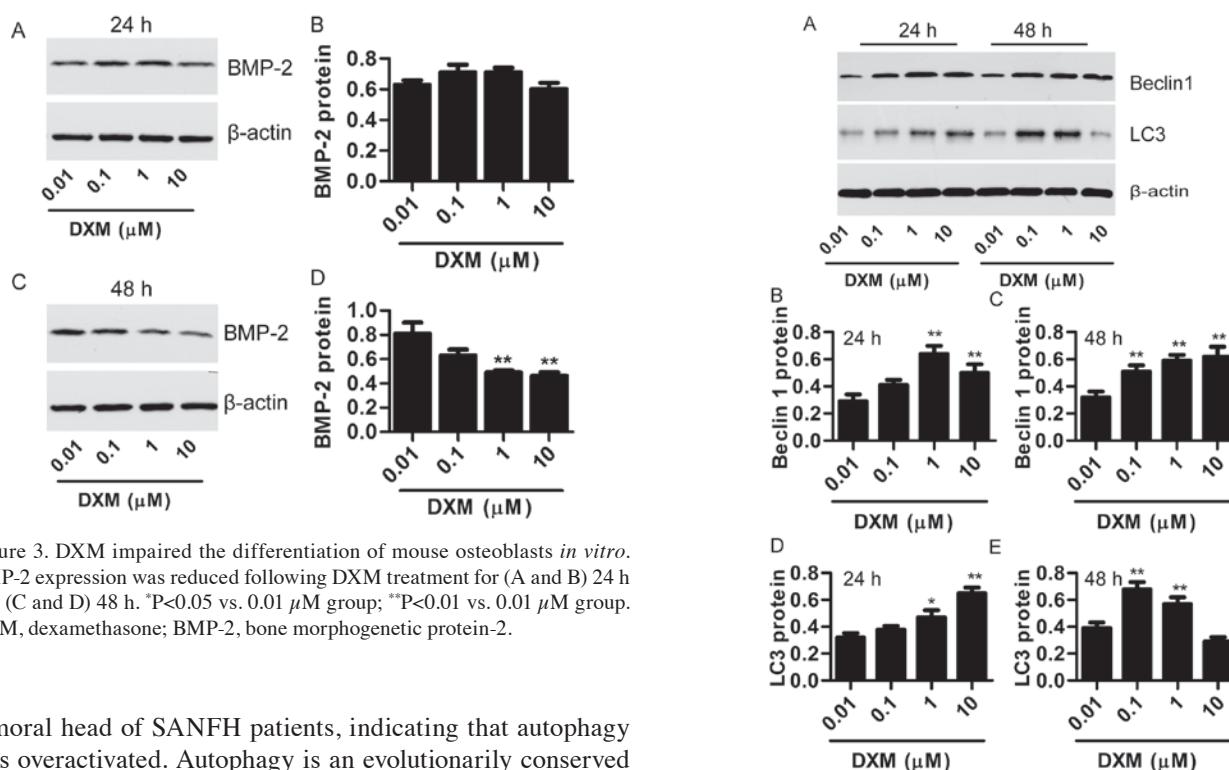 A
24 h
BMP-2
β-actin
0.01 0.1 1 10
DXM (μM)
B
BMP-2 protein
0.8
0.6
0.4
0.2
0.0
0.01 0.1 1 10
DXM (μM)
C
48 h
BMP-2
β-actin
0.01 0.1 1 10
DXM (μM)
D
BMP-2 protein
1.0
0.8
0.6
0.4
0.2
0.0
** **
0.01 0.1 1 10
DXM (μM)
ure 3. DXM impaired the differentiation of mouse osteoblasts in vitro.
P-2 expression was reduced following DXM treatment for (A and B) 24 h
(C and D) 48 h. *P<0.05 vs. 0.01 μM group; **P<0.01 vs. 0.01 μM group.
M, dexamethasone; BMP-2, bone morphogenetic protein-2.
moral head of SANFH patients, indicating that autophagy
s overactivated. Autophagy is an evolutionarily conserved
A
24 h 48 h
Beclin1
LC3
β-actin
0.01 0.1 1 10 0.01 0.1 1 10
DXM (μM) DXM (μM)
B
24 h
Beclin 1 protein
0.8
0.6
0.4
0.2
0.0
** **
0.01 0.1 1 10
DXM (μM)
C
48 h
Beclin 1 protein
0.8
0.6
0.4
0.2
0.0
** ** **
0.01 0.1 1 10
DXM (μM)
D
24 h
LC3 protein
0.8
0.6
0.4
0.2
0.0
* **
0.01 0.1 1 10
DXM (μM)
E
48 h
LC3 protein
0.8
0.6
0.4
0.2
0.0
** **
0.01 0.1 1 10
DXM (μM)